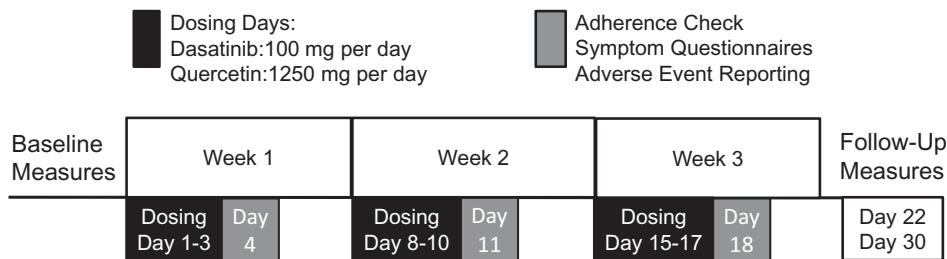 Dosing Days:
Dasatinib:100 mg per day
Quercetin:1250 mg per day
Adherence Check
Symptom Questionnaires
Adverse Event Reporting
Baseline
Measures
Week 1
Week 2
Week 3
Follow-Up
Measures
Dosing
Day 1-3
Day
4
Dosing
Day 8-10
Day
11
Dosing
Day 15-17
Day
18
Day 22
Day 30